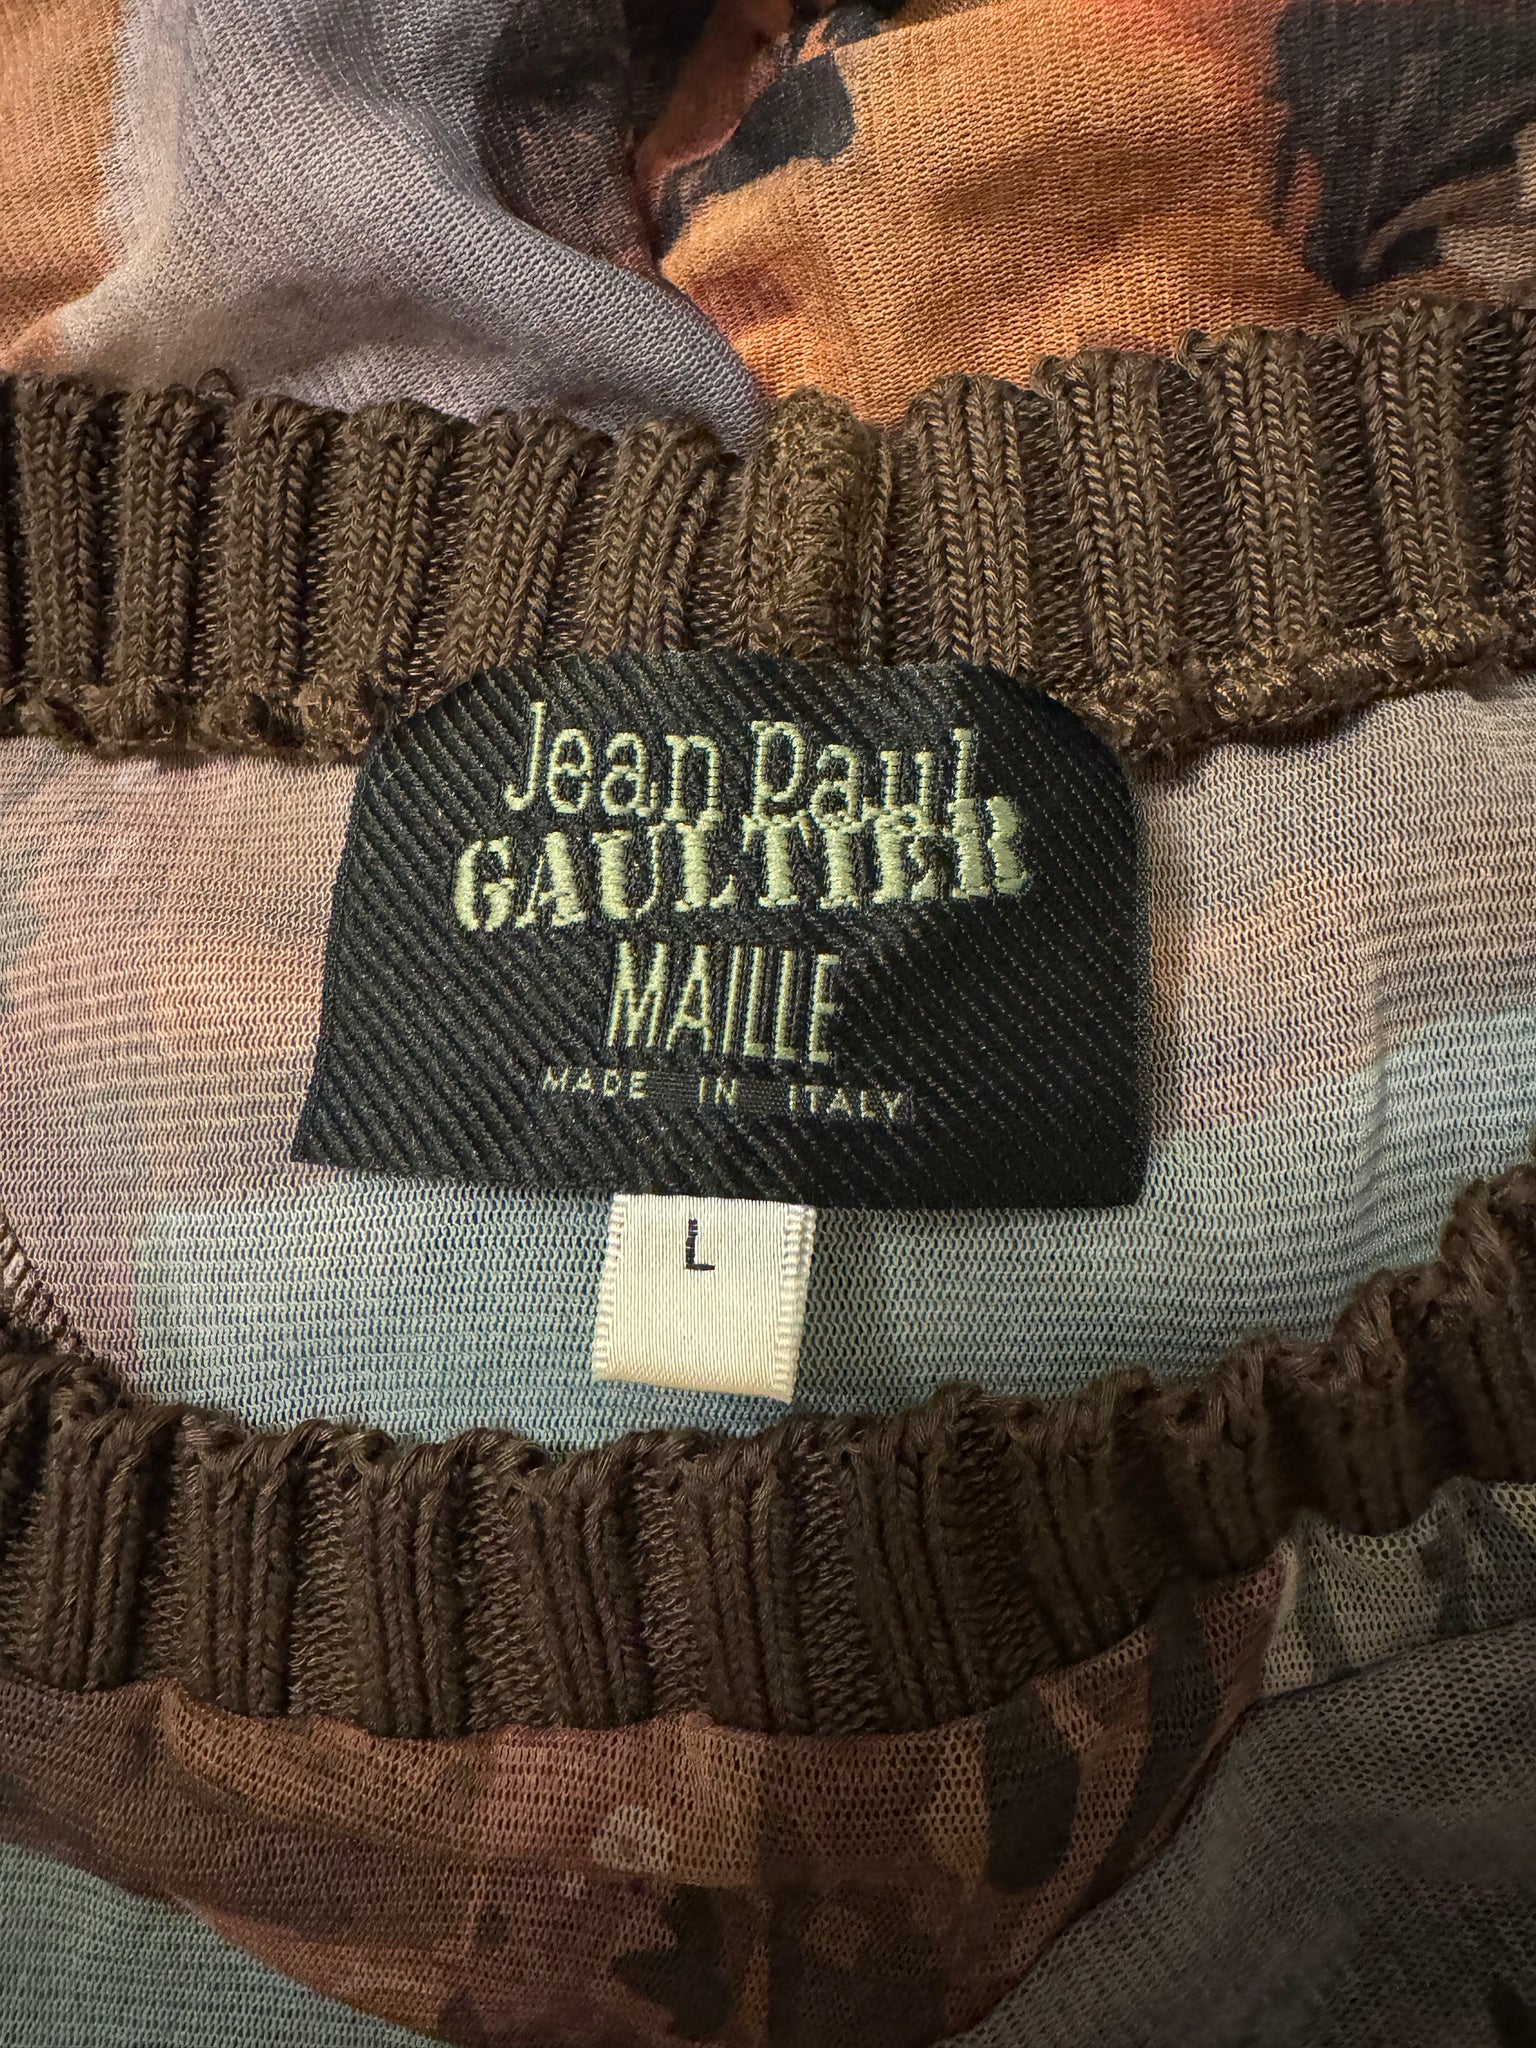 Jean Paul
GAULTIER
MAILLE
MADE IN ITALY
L